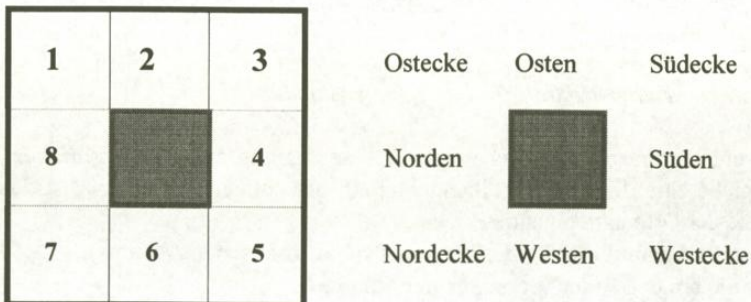 1 2 3
8 4
7 6 5
Ostecke Osten Südecke
Norden Süden
Nordecke Westen Westecke